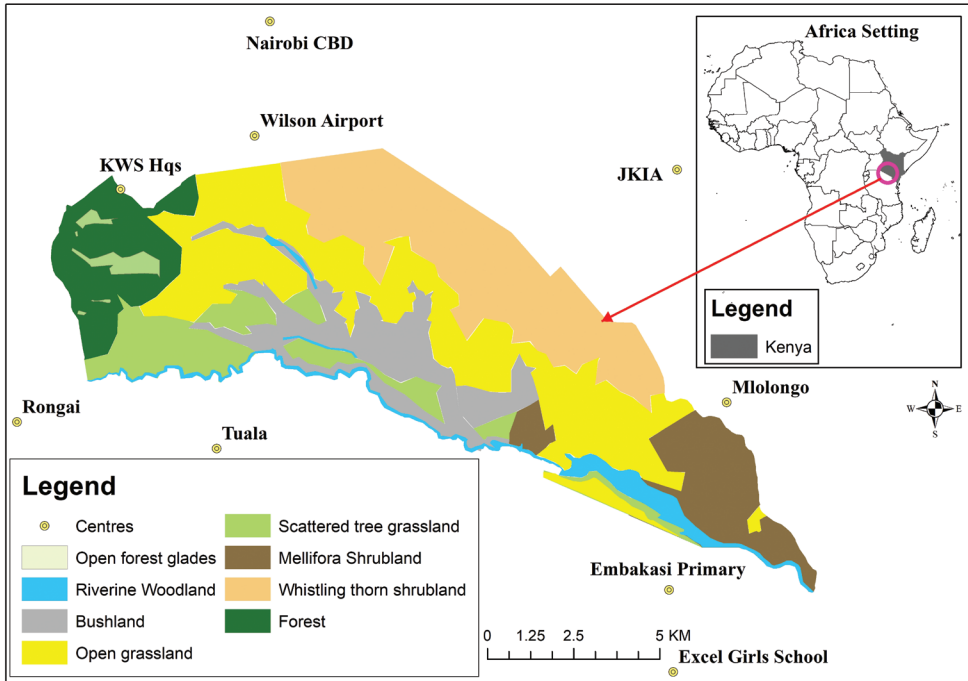 Nairobi CBD
Wilson Airport
KWS Hqs
JKIA
Africa Setting
Legend
Kenya
Mlolongo
N
W E
S
Rongai
Tuala
Legend
Centres
Open forest glades
Riverine Woodland
Bushland
Open grassland
Scattered tree grassland
Mellifora Shrubland
Whistling thorn shrubland
Forest
Embakasi Primary
0 1.25 2.5 5 KM
Excel Girls School